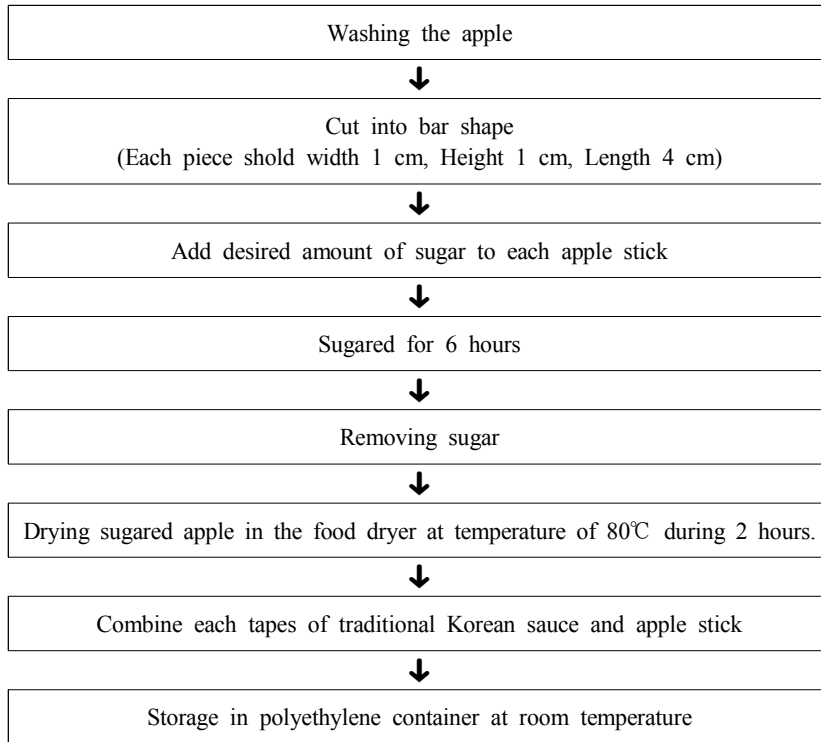 Washing the apple
Cut into bar shape
(Each piece shold width 1 cm, Height 1 cm, Length 4 cm)
Add desired amount of sugar to each apple stick
Sugared for 6 hours
Removing sugar
Drying sugared apple in the food dryer at temperature of 80℃ during 2 hours.
Combine each tapes of traditional Korean sauce and apple stick
Storage in polyethylene container at room temperature